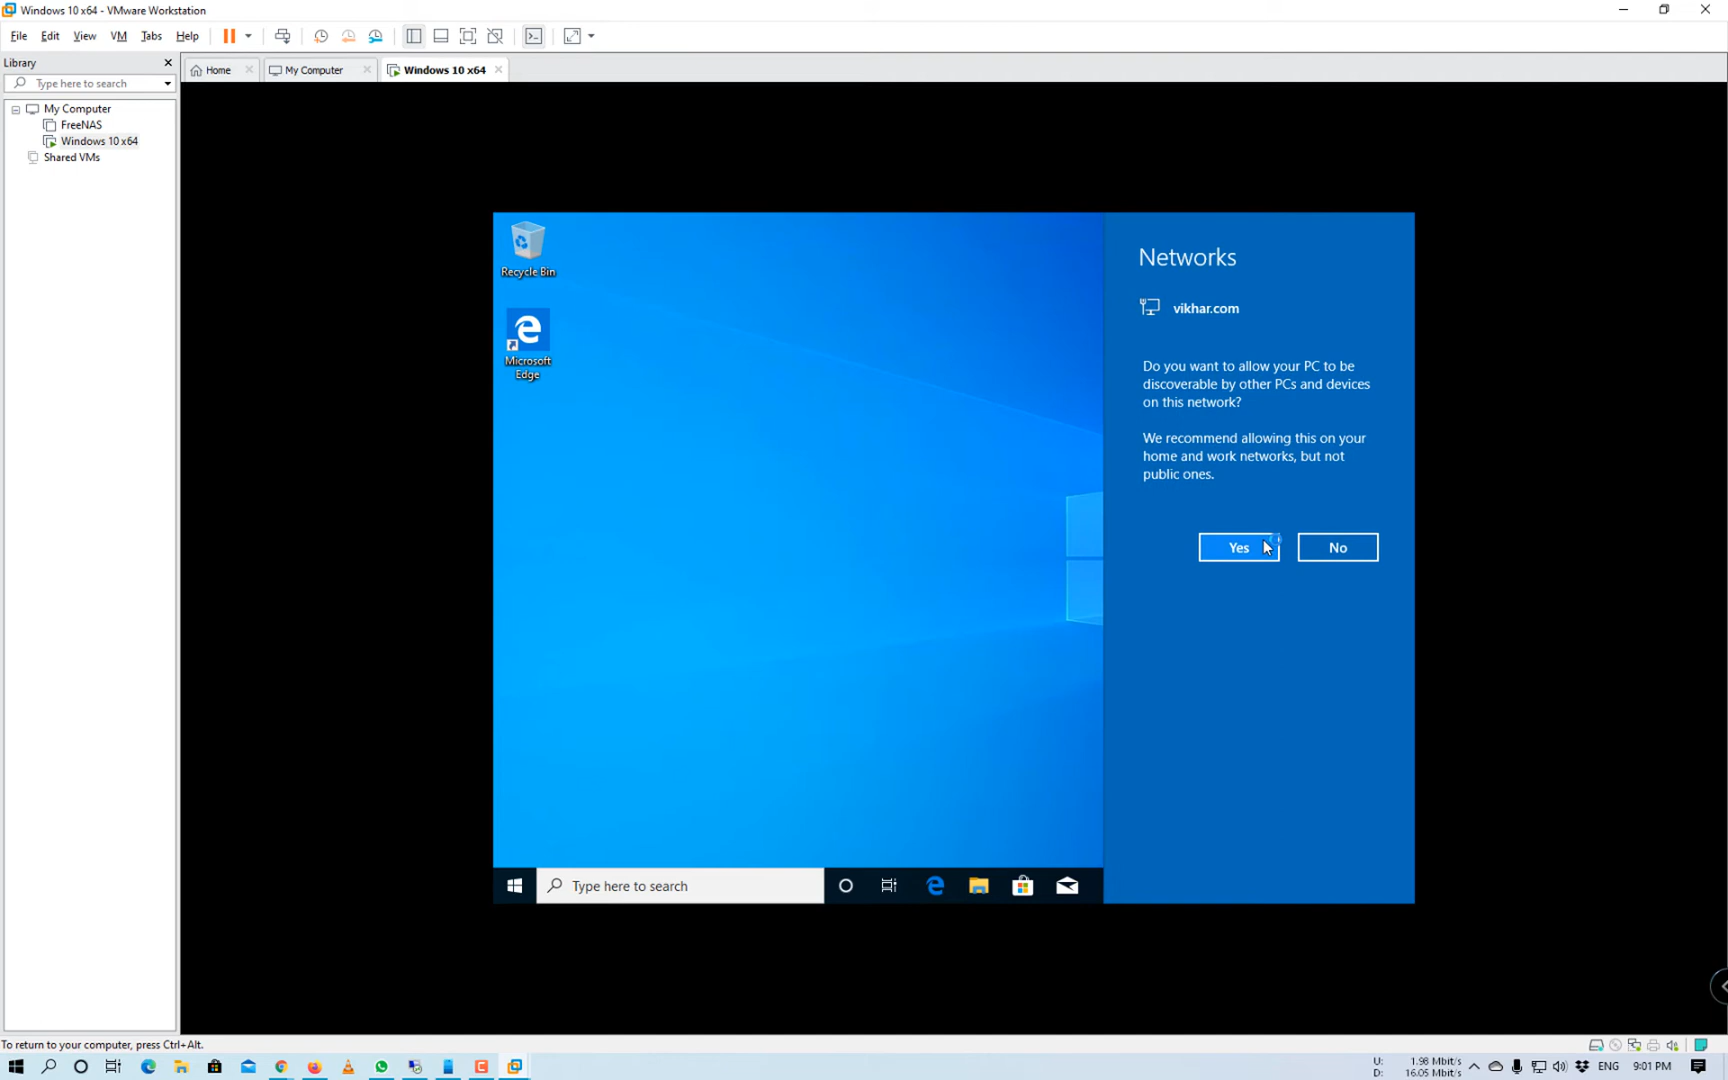 Windows 10 x64 - VMware Workstation
File Edit View VM Tabs Help
Library
Type here to search
Home
My Computer
Windows 10 x64
My Computer
FreeNAS
Windows 10 x64
Shared VMs
Recycle Bin
Microsoft
Edge
Networks
vikhar.com
Do you want to allow your PC to be
discoverable by other PCs and devices
on this network?
We recommend allowing this on your
home and work networks, but not
public ones.
Yes
No
Type here to search
To return to your computer, press Ctrl+Alt.
U: 1.98 Mbit/s
D: 16.05 Mbit/s
ENG
9:01 PM